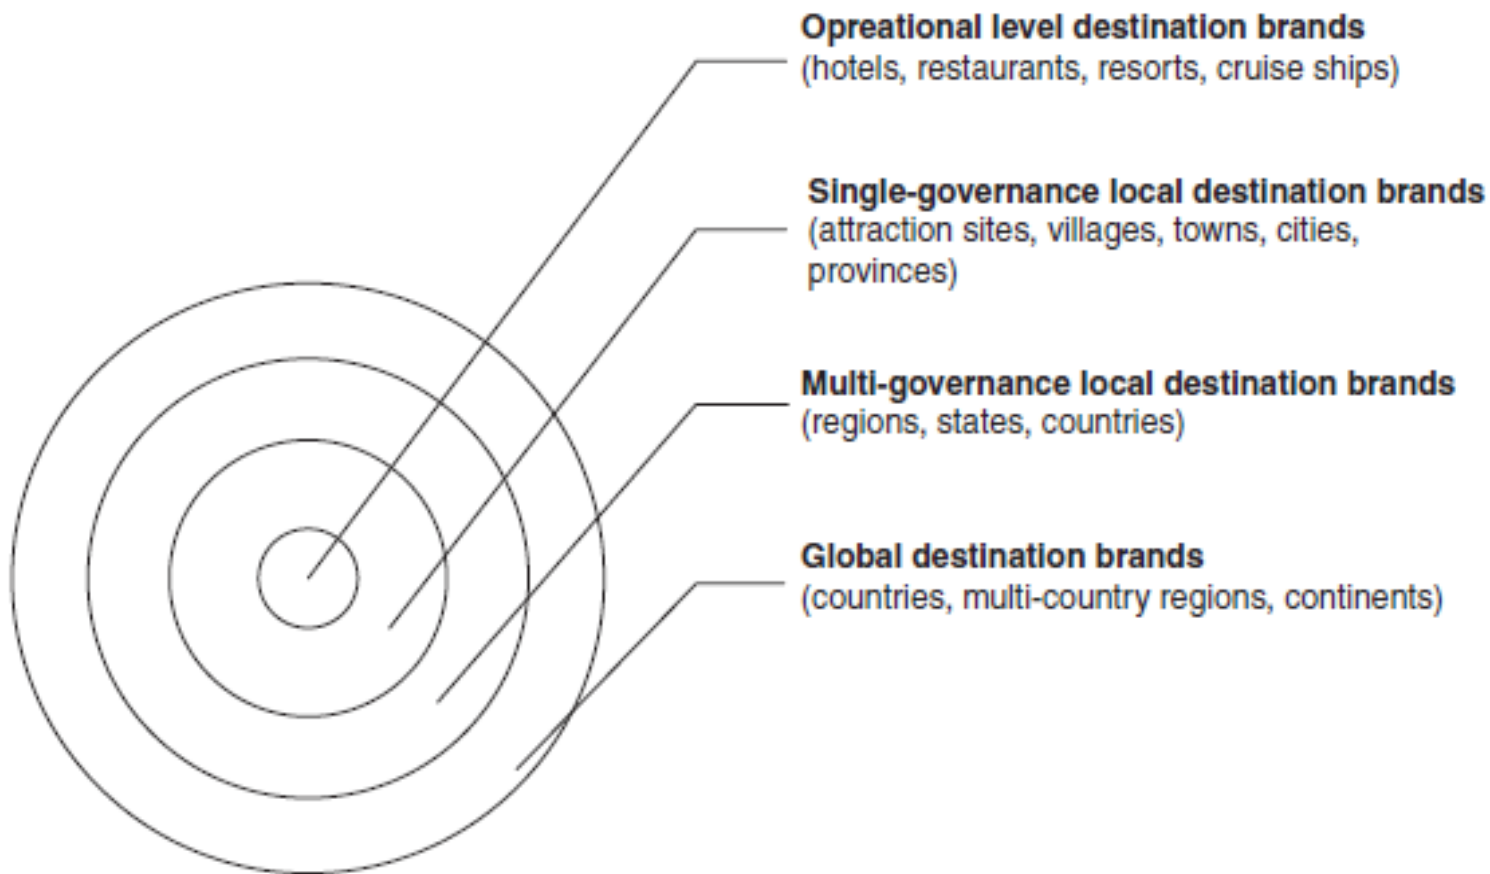 Opreational level destination brands
(hotels, restaurants, resorts, cruise ships)
Single-governance local destination brands
(attraction sites, villages, towns, cities,
provinces)
Multi-governance local destination brands
(regions, states, countries)
Global destination brands
(countries, multi-country regions, continents)